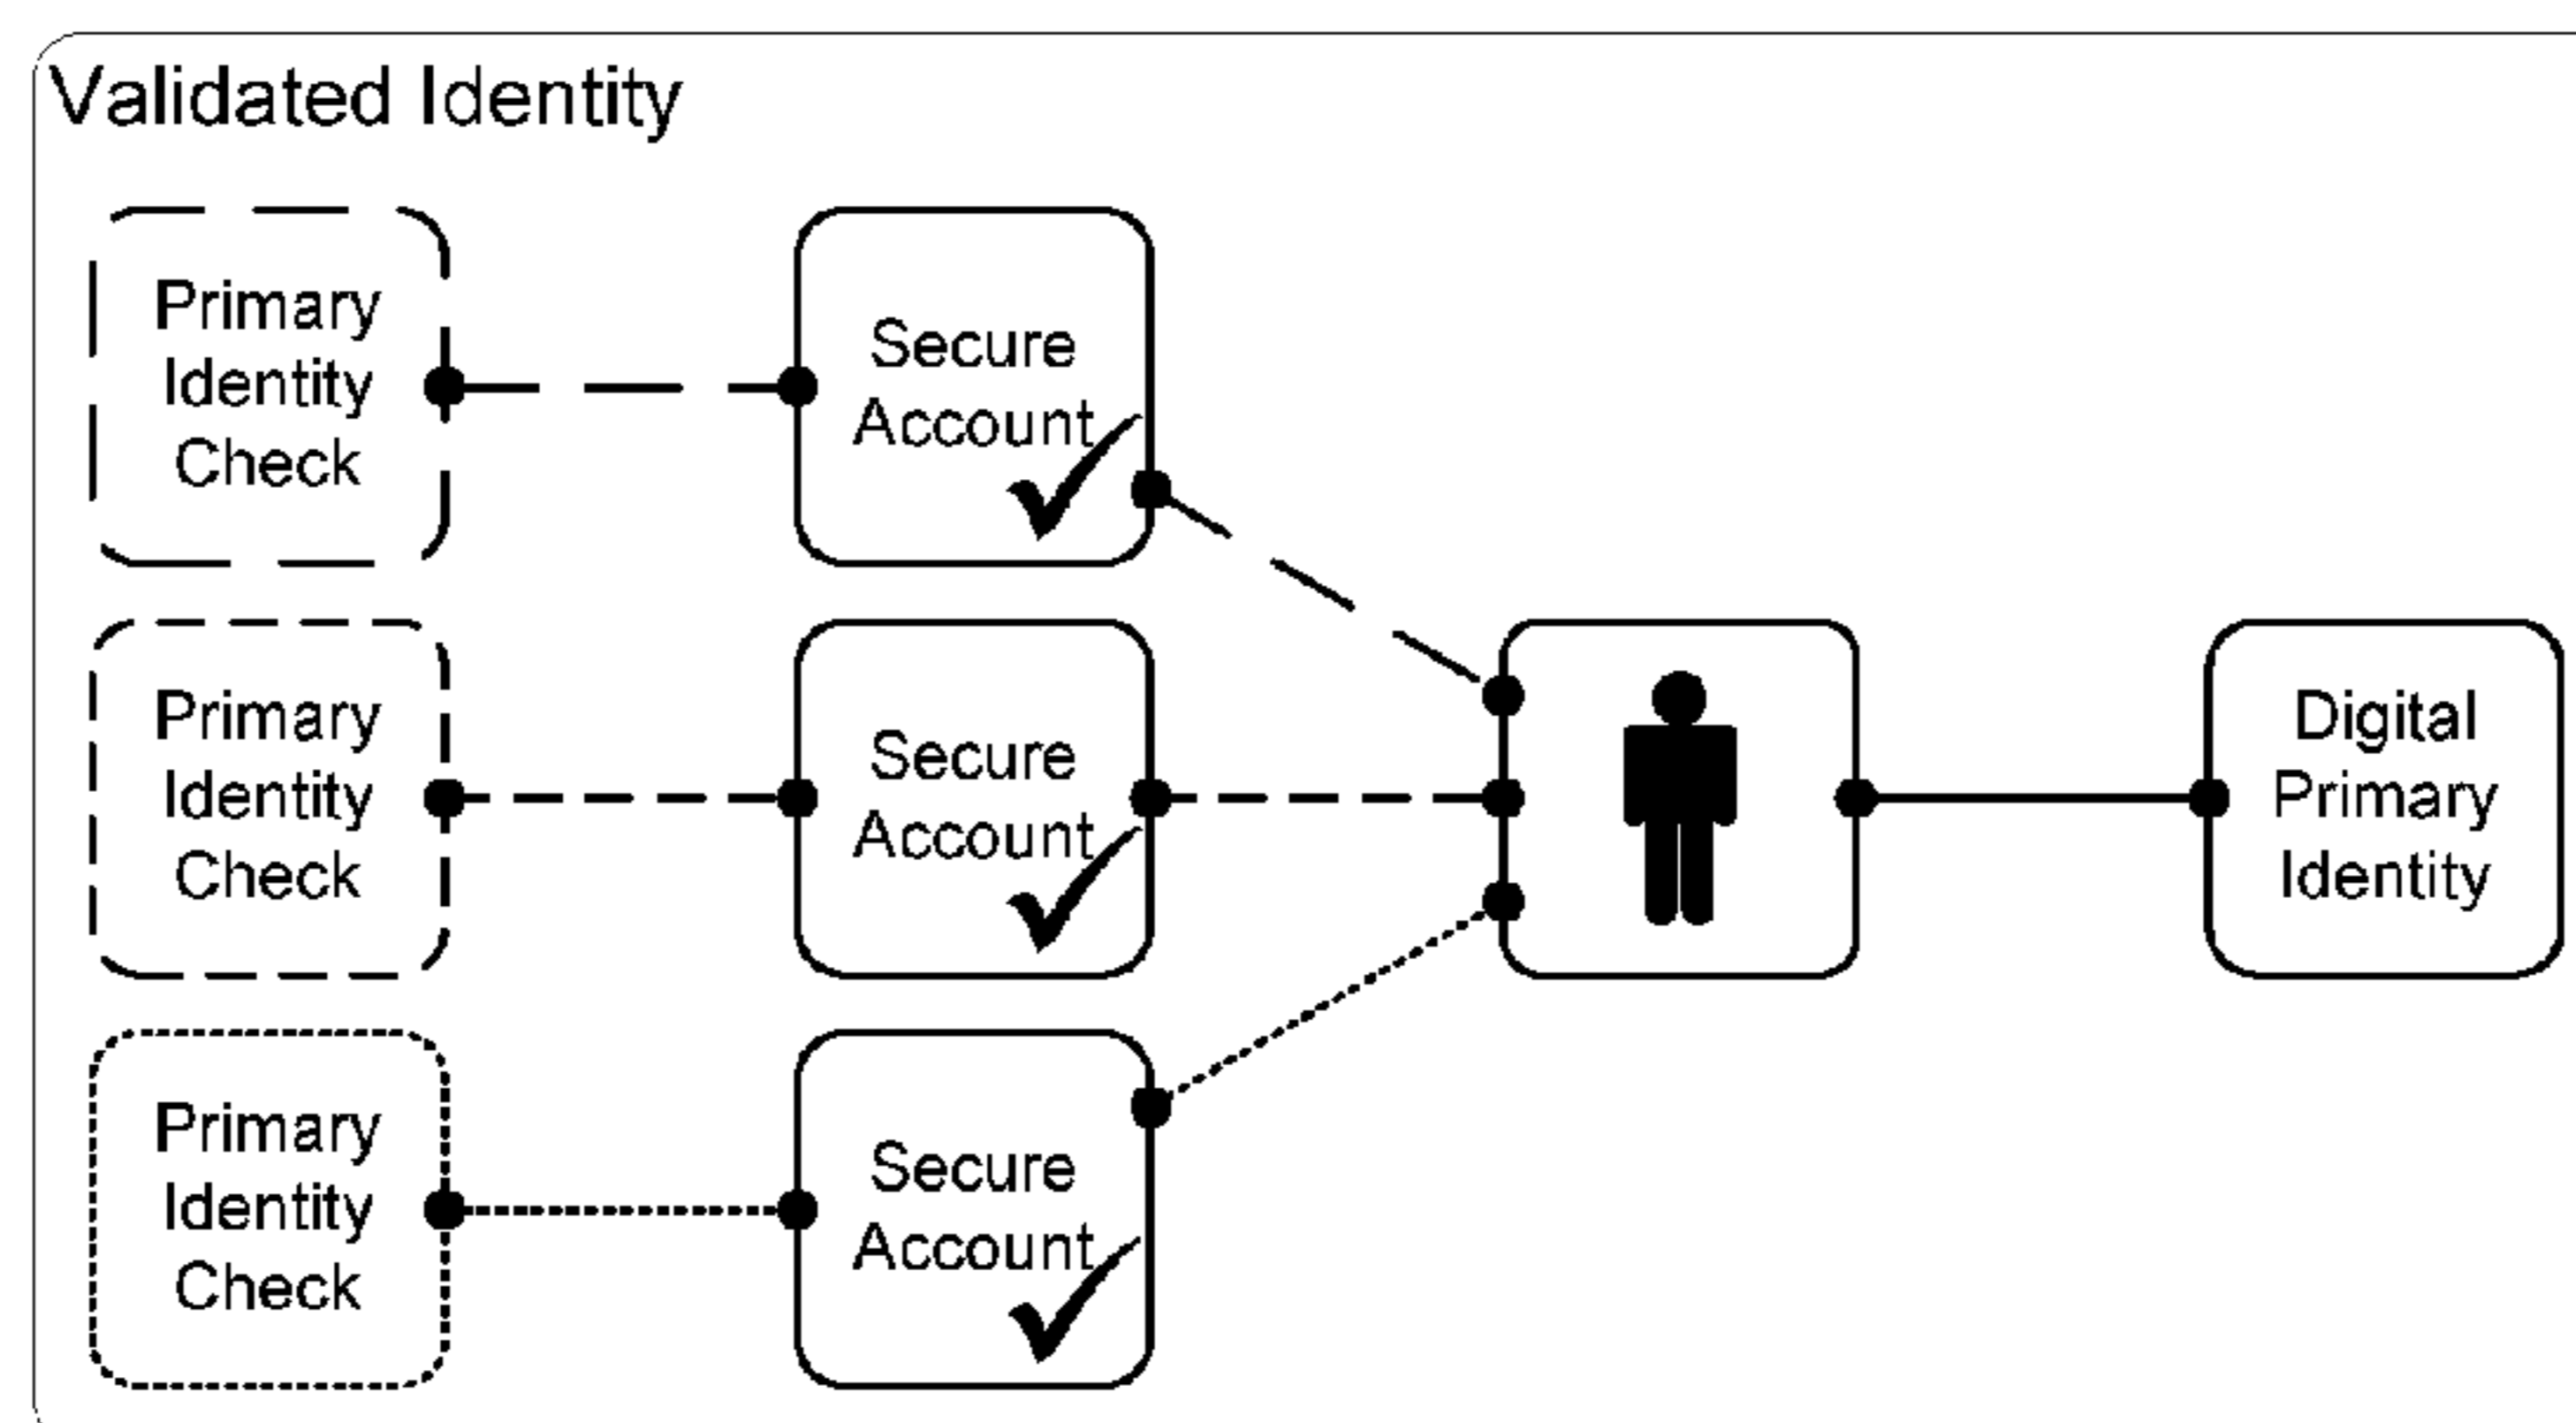 Validated Identity
Primary
Identity
Check
Secure
Account
Primary
Identity
Check
Secure
Account
Digital
Primary
Identity
Primary
Identity
Check
Secure
Account